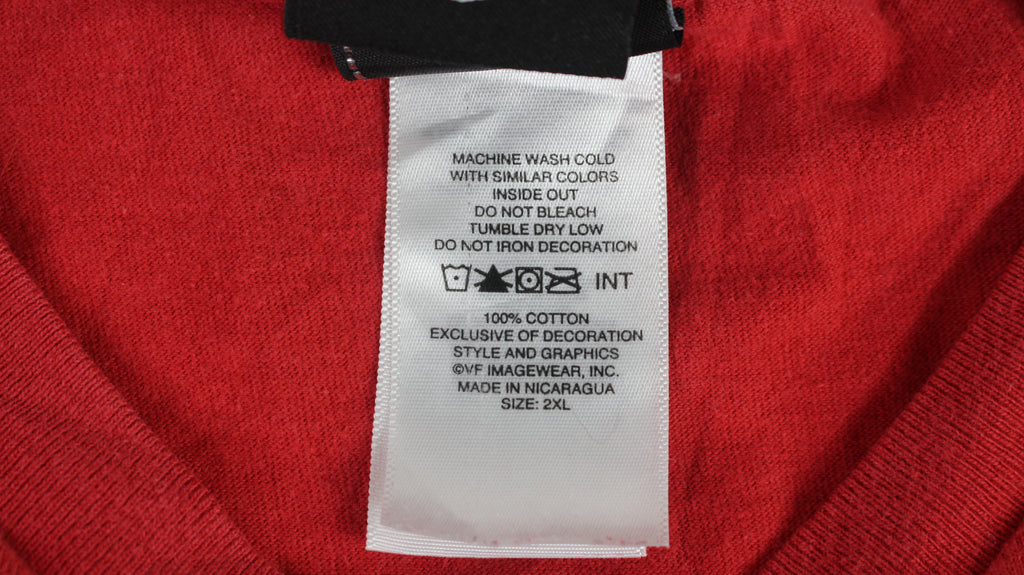 MACHINE WASH COLD
WITH SIMILAR COLORS
INSIDE OUT
DO NOT BLEACH
TUMBLE DRY LOW
DO NOT IRON DECORATION
INT
100% COTTON
EXCLUSIVE OF DECORATION
STYLE AND GRAPHICS
©VF IMAGEWEAR, INC.
MADE IN NICARAGUA
SIZE: 2XL